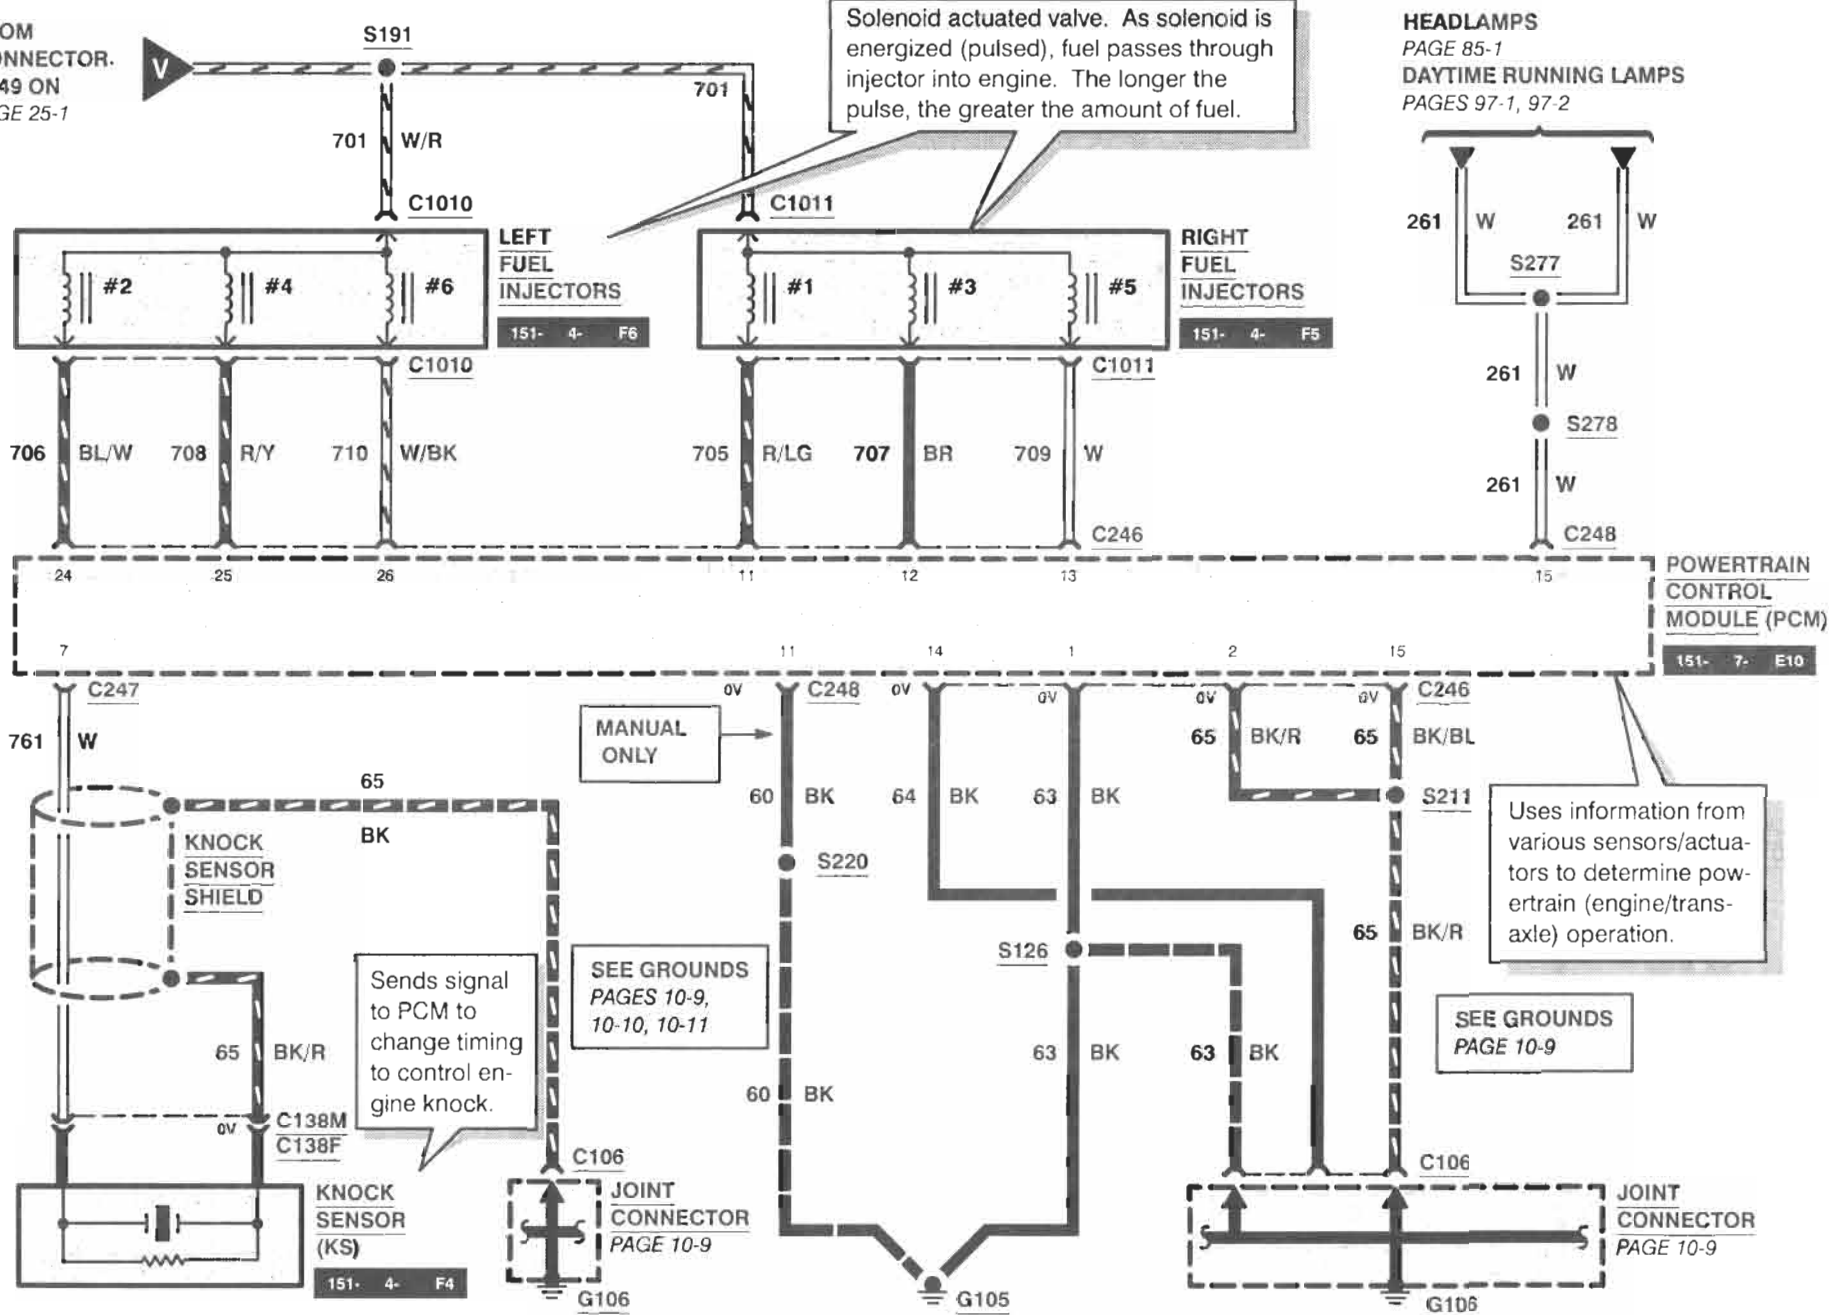 OM
ONNECTOR.
49 ON
GE 25-1
V
S191
701
701 W/R
C1010
C1011
Solenoid actuated valve. As solenoid is
energized (pulsed), fuel passes through
injector into engine. The longer the
pulse, the greater the amount of fuel.
HEADLAMPS
PAGE 85-1
DAYTIME RUNNING LAMPS
PAGES 97-1, 97-2
261 W 261 W
S277
#2 #4 #6
LEFT
FUEL
INJECTORS
151- 4- F6
#1 #3 #5
RIGHT
FUEL
INJECTORS
151- 4- F5
C1010
C1011
261 W
S278
706 BL/W 708 R/Y 710 W/BK 705 R/LG 707 BR 709 W
261 W
C246
C248
24 25 26 11 12 13 15
POWERTRAIN
CONTROL
MODULE (PCM)
151- 7- E10
7 11 14 1 2 15
C247
0V C248 0V 0V 0V 0V C246
761 W
MANUAL
ONLY
65 BK/R 65 BK/BL
65
BK
60 BK 64 BK 63 BK
S211
KNOCK
SENSOR
SHIELD
S220
Uses information from
various sensors/actua-
tors to determine pow-
ertrain (engine/trans-
axle) operation.
65 BK/R
S126
Sends signal
to PCM to
change timing
to control en-
gine knock.
SEE GROUNDS
PAGES 10-9,
10-10, 10-11
SEE GROUNDS
PAGE 10-9
65 BK/R
63 BK 63 BK
60 BK
0V C138M
C138F
C106
C106
KNOCK
SENSOR
(KS)
151- 4- F4
JOINT
CONNECTOR
PAGE 10-9
G106
G105
JOINT
CONNECTOR
PAGE 10-9
G106